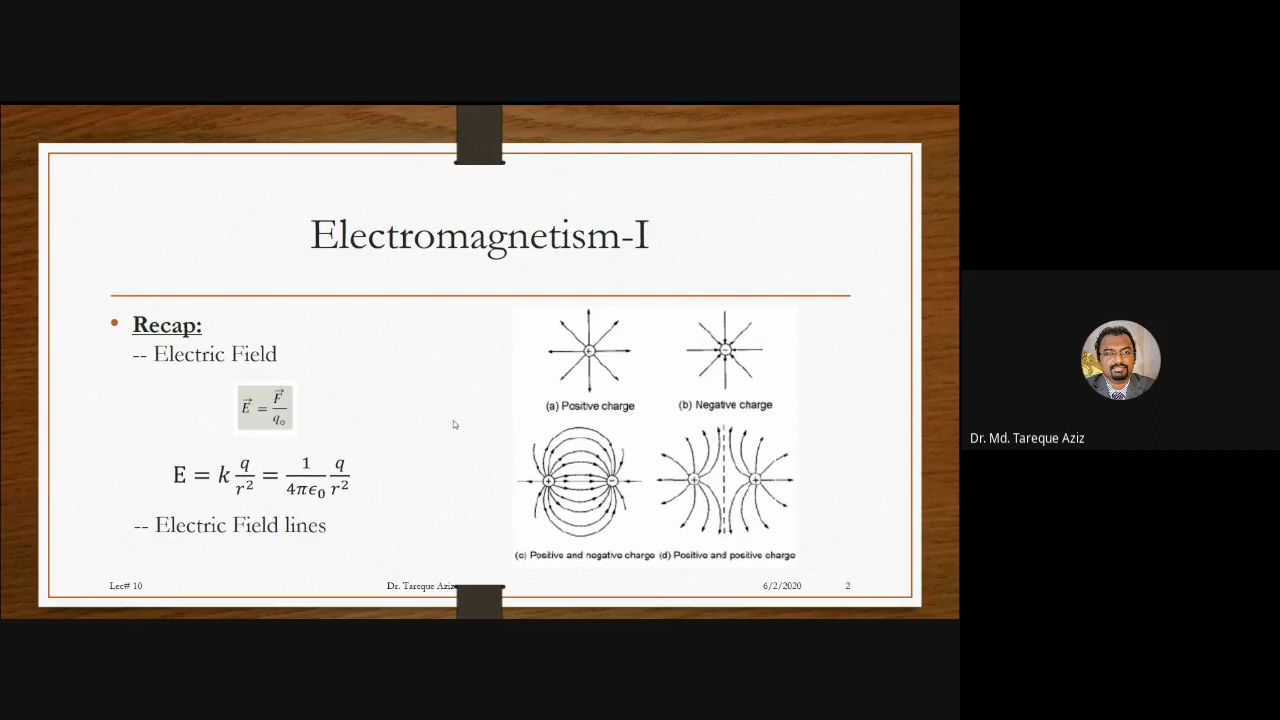 Electromagnetism-I
• Recap:
-- Electric Field
E⃗ = F⃗ / q₀
E = k q/r² = 1/4πϵ₀ q/r²
-- Electric Field lines
+
−
(a) Positive charge
(b) Negative charge
+
−
+
+
(c) Positive and negative charge
(d) Positive and positive charge
Lec# 10
Dr. Tareque Aziz
6/2/2020
2
Dr. Md. Tareque Aziz